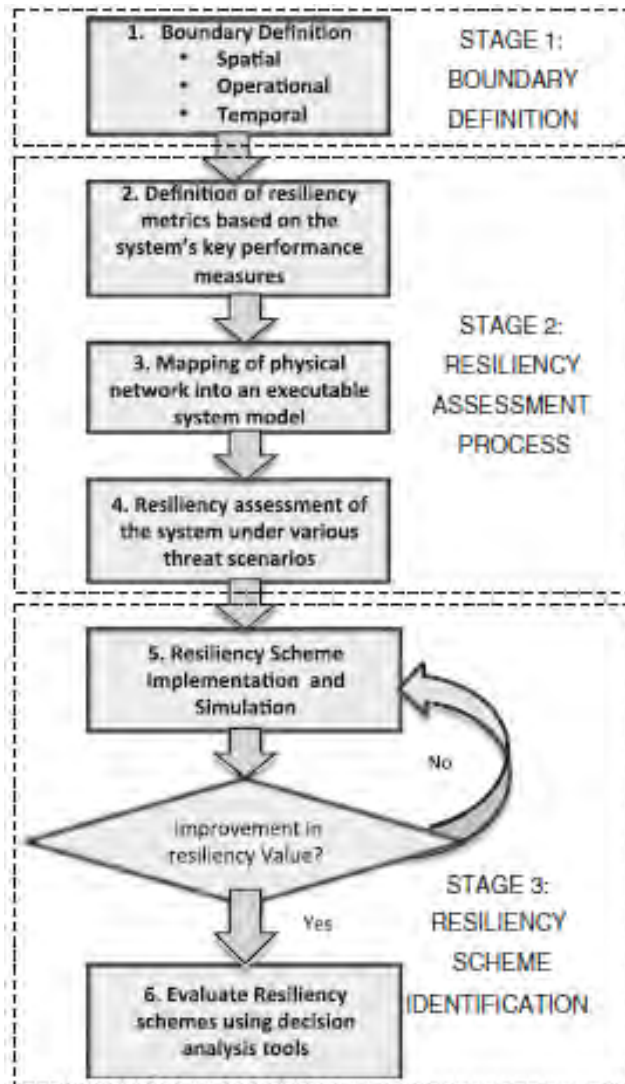 1. Boundary Definition
• Spatial
• Operational
• Temporal
STAGE 1:
BOUNDARY
DEFINITION
2. Definition of resiliency
metrics based on the
system's key performance
measures
3. Mapping of physical
network into an executable
system model
4. Resiliency assessment of
the system under various
threat scenarios
STAGE 2:
RESILIENCY
ASSESSMENT
PROCESS
5. Resiliency Scheme
Implementation and
Simulation
No
Improvement in
resiliency Value?
Yes
6. Evaluate Resiliency
schemes using decision
analysis tools
STAGE 3:
RESILIENCY
SCHEME
IDENTIFICATION